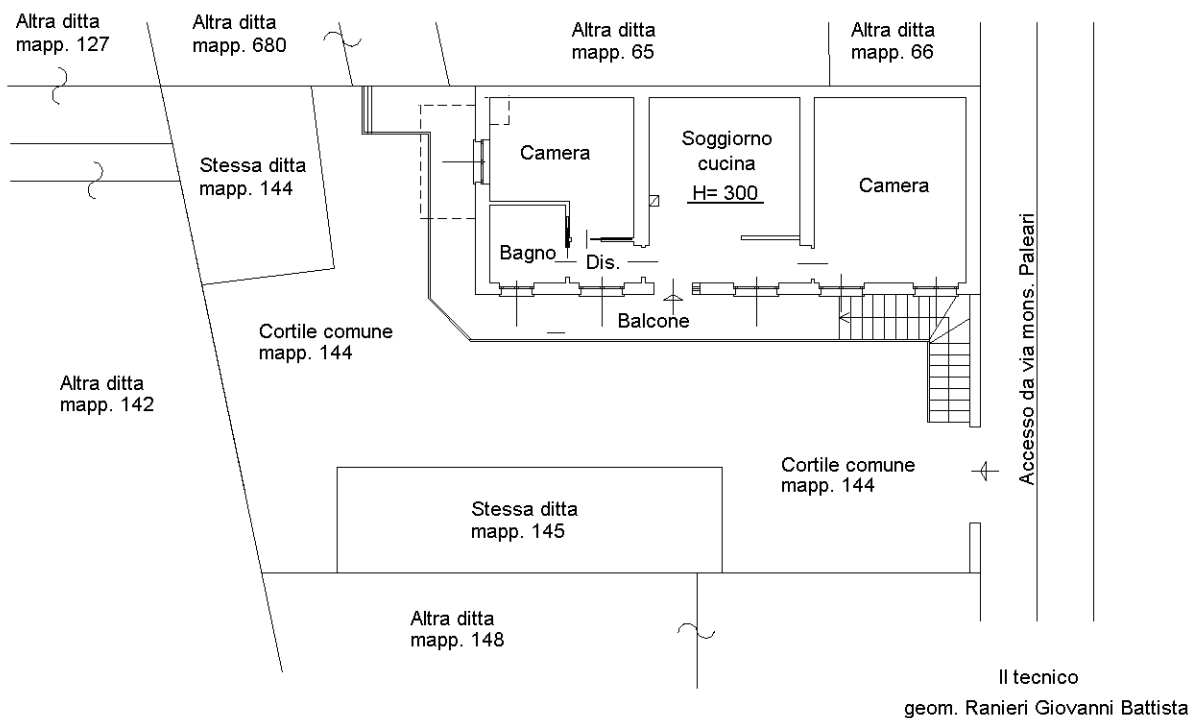 Altra ditta
mapp. 127
Altra ditta
mapp. 680
Altra ditta
mapp. 65
Altra ditta
mapp. 66
Stessa ditta
mapp. 144
Camera
Soggiorno
cucina
H= 300
Camera
Bagno
Dis.
Balcone
Cortile comune
mapp. 144
Altra ditta
mapp. 142
Accesso da via mons. Paleari
Cortile comune
mapp. 144
Stessa ditta
mapp. 145
Altra ditta
mapp. 148
Il tecnico
geom. Ranieri Giovanni Battista